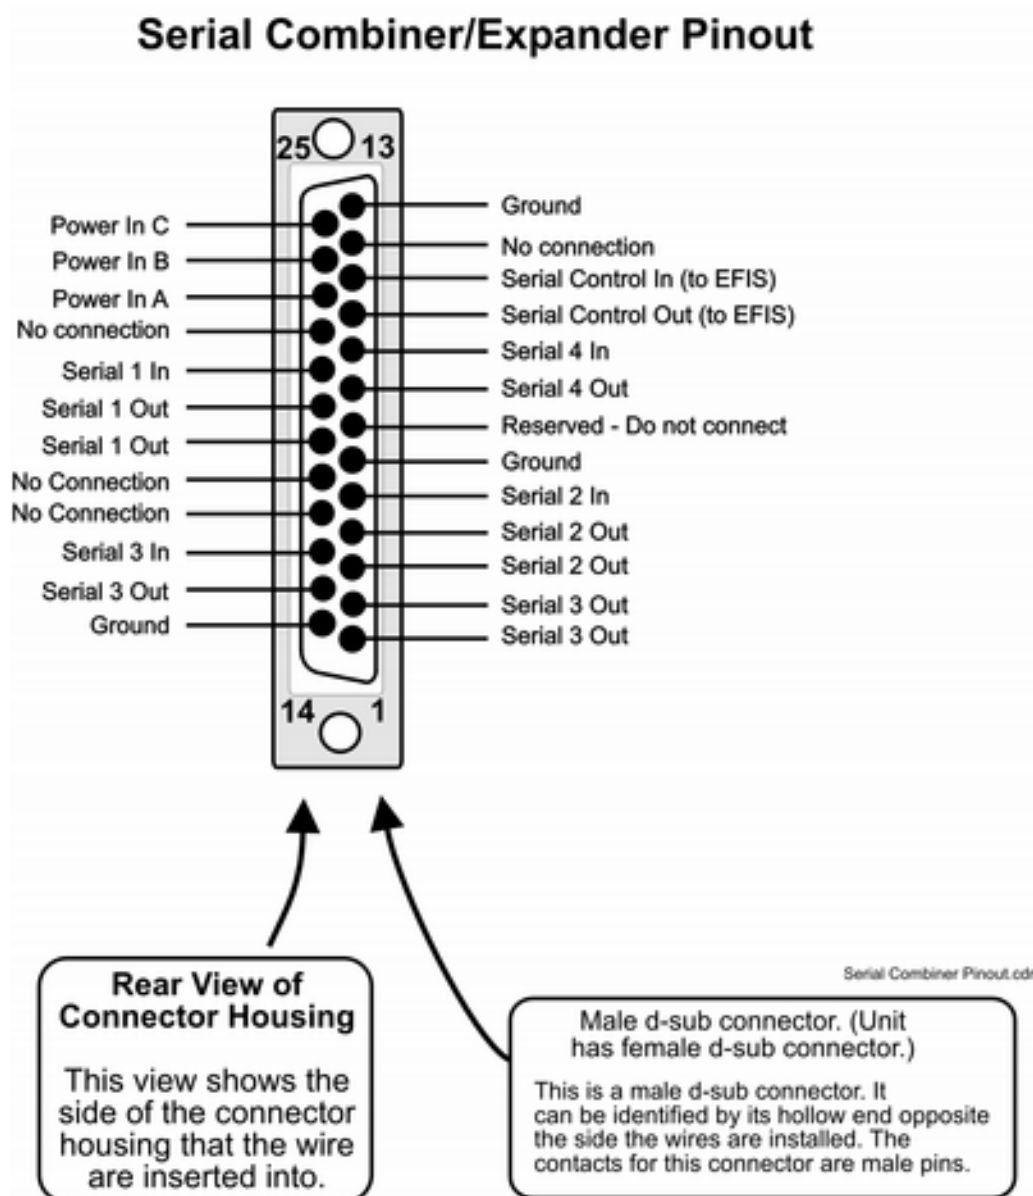 Serial Combiner/Expander Pinout
25 13
Power In C
Power In B
Power In A
No connection
Serial 1 In
Serial 1 Out
Serial 1 Out
No Connection
No Connection
Serial 3 In
Serial 3 Out
Ground
Ground
No connection
Serial Control In (to EFIS)
Serial Control Out (to EFIS)
Serial 4 In
Serial 4 Out
Reserved - Do not connect
Ground
Serial 2 In
Serial 2 Out
Serial 2 Out
Serial 3 Out
Serial 3 Out
14 1
Rear View of
Connector Housing
This view shows the
side of the connector
housing that the wire
are inserted into.
Serial Combiner Pinout.cdr
Male d-sub connector. (Unit
has female d-sub connector.)
This is a male d-sub connector. It
can be identified by its hollow end opposite
the side the wires are installed. The
contacts for this connector are male pins.